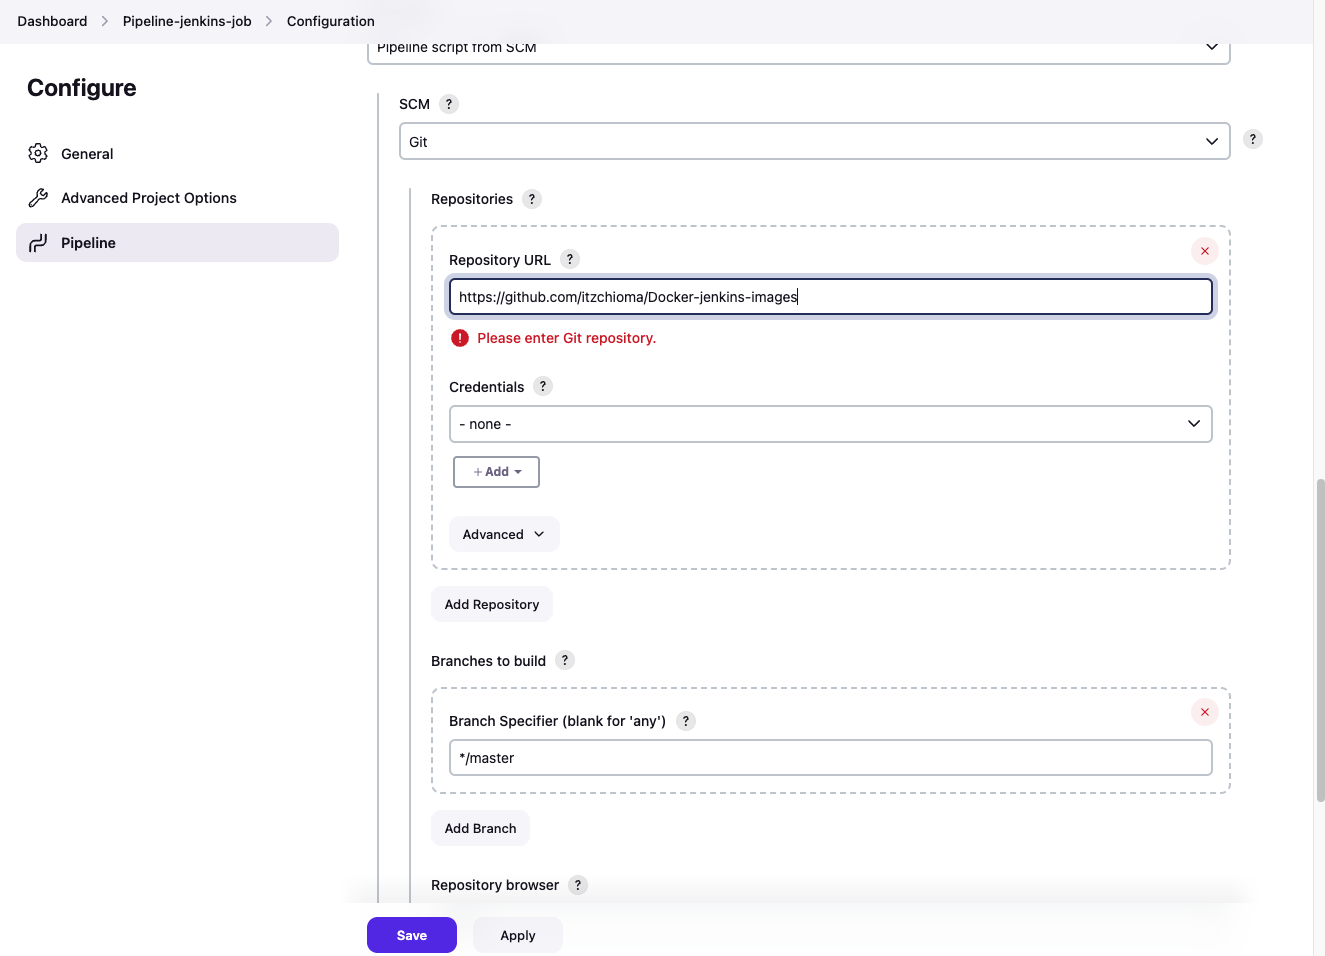 Dashboard > Pipeline-jenkins-job > Configuration
Configure
General
Advanced Project Options
Pipeline
Pipeline script from SCM
SCM ?
Git
?
Repositories ?
Repository URL ?
https://github.com/itzchioma/Docker-jenkins-images
! Please enter Git repository.
Credentials ?
- none -
+ Add
Advanced
Add Repository
Branches to build ?
Branch Specifier (blank for 'any') ?
*/master
Add Branch
Repository browser ?
Save Apply